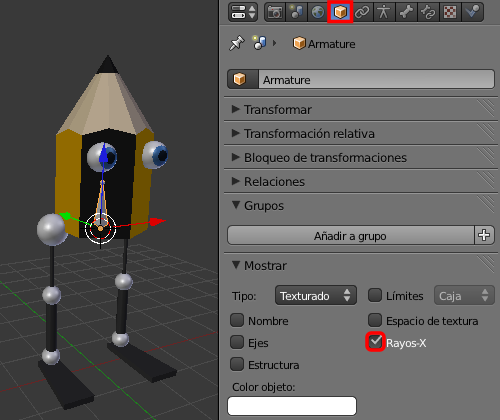 Armature
Armature
Transformar
Transformación relativa
Bloqueo de transformaciones
Relaciones
Grupos
Añadir a grupo
Mostrar
Tipo: Texturado Límites Caja
Nombre Espacio de textura
Ejes Rayos-X
Estructura
Color objeto: